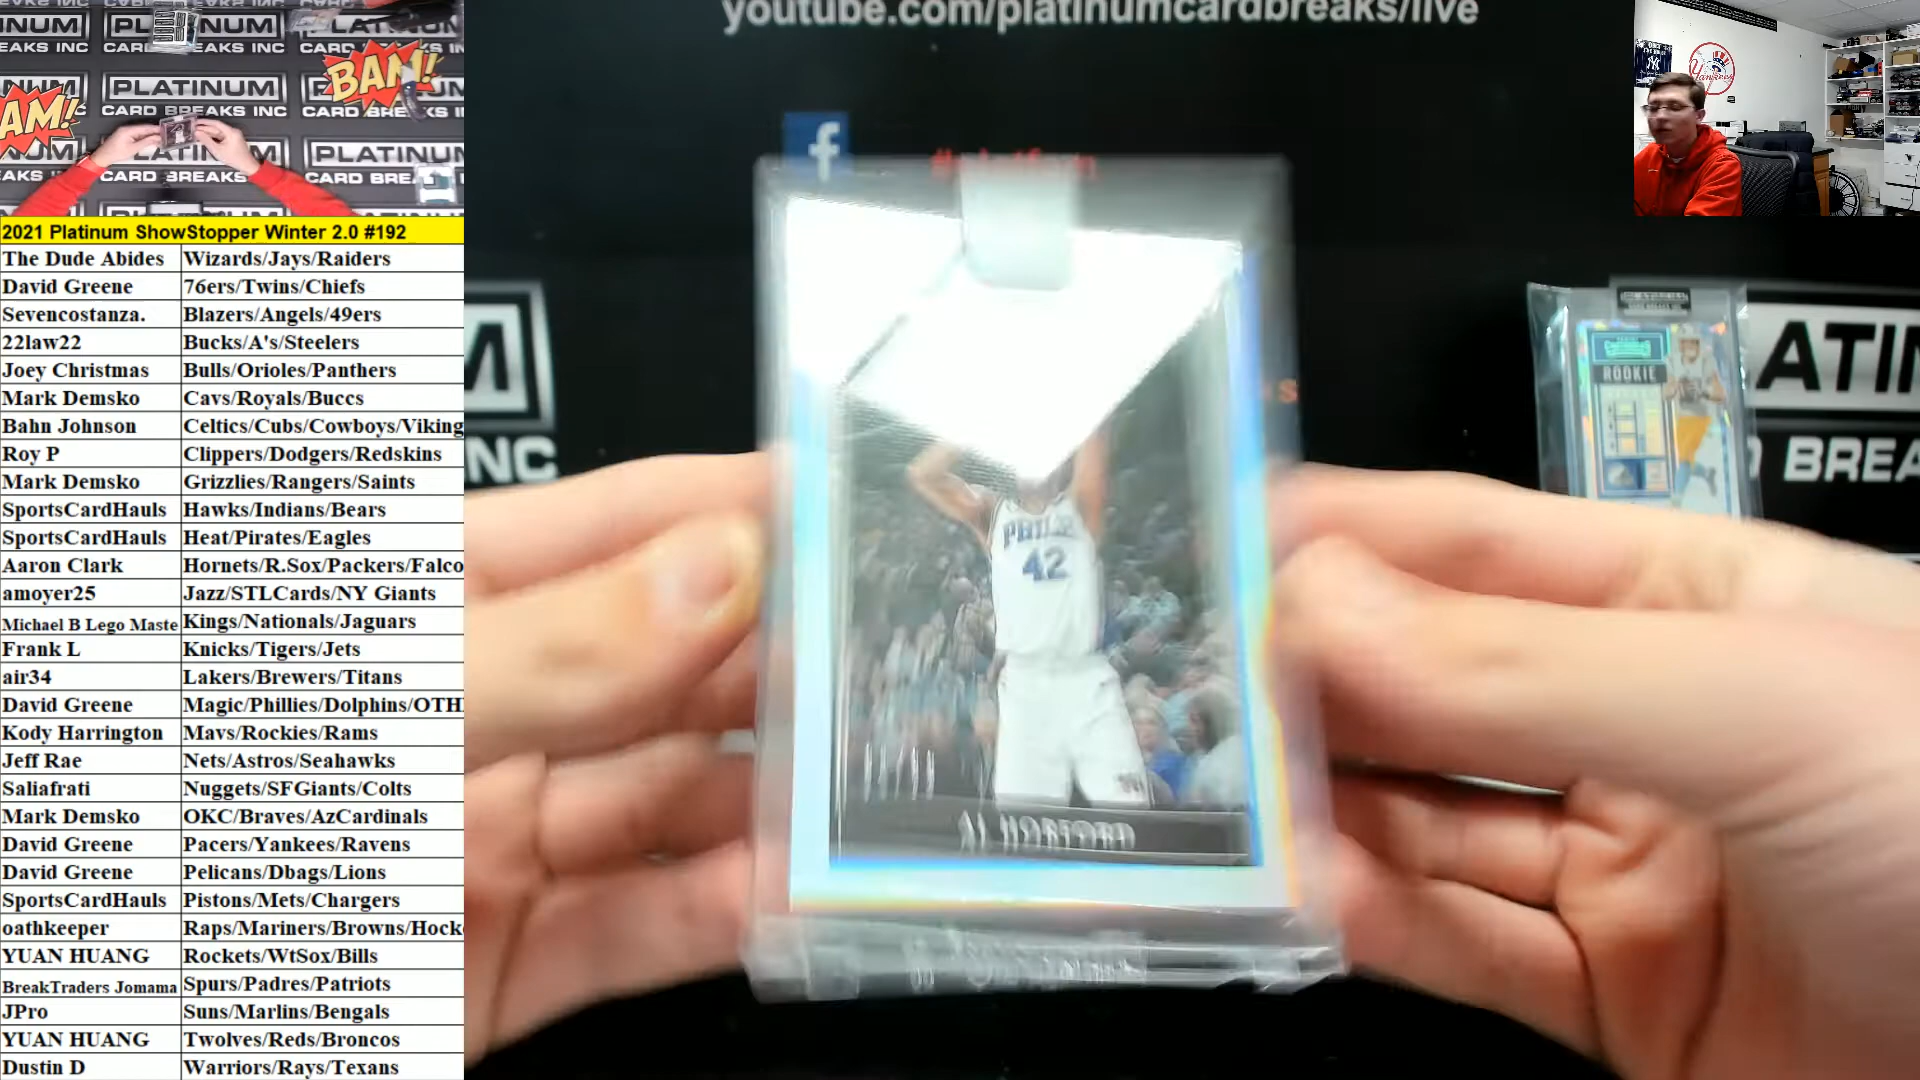 youtube.com/platinumcardbreaks/live
PLATINUM
CARD BREAKS INC
BAM!
AM!
f
PHILA
42
AL HORFORD
ROOKIE
ATIN
BREA
M
INC
Yankees
2021 Platinum ShowStopper Winter 2.0 #192
The Dude Abides Wizards/Jays/Raiders
David Greene 76ers/Twins/Chiefs
Sevencostanza. Blazers/Angels/49ers
22law22 Bucks/A's/Steelers
Joey Christmas Bulls/Orioles/Panthers
Mark Demsko Cavs/Royals/Buccs
Bahn Johnson Celtics/Cubs/Cowboys/Viking
Roy P Clippers/Dodgers/Redskins
Mark Demsko Grizzlies/Rangers/Saints
SportsCardHauls Hawks/Indians/Bears
SportsCardHauls Heat/Pirates/Eagles
Aaron Clark Hornets/R.Sox/Packers/Falco
amoyer25 Jazz/STLCards/NY Giants
Michael B Lego Maste Kings/Nationals/Jaguars
Frank L Knicks/Tigers/Jets
air34 Lakers/Brewers/Titans
David Greene Magic/Phillies/Dolphins/OTH
Kody Harrington Mavs/Rockies/Rams
Jeff Rae Nets/Astros/Seahawks
Saliafrati Nuggets/SFGiants/Colts
Mark Demsko OKC/Braves/AzCardinals
David Greene Pacers/Yankees/Ravens
David Greene Pelicans/Dbags/Lions
SportsCardHauls Pistons/Mets/Chargers
oathkeeper Raps/Mariners/Browns/Hock
YUAN HUANG Rockets/WtSox/Bills
BreakTraders Jomama Spurs/Padres/Patriots
JPro Suns/Marlins/Bengals
YUAN HUANG Twolves/Reds/Broncos
Dustin D Warriors/Rays/Texans